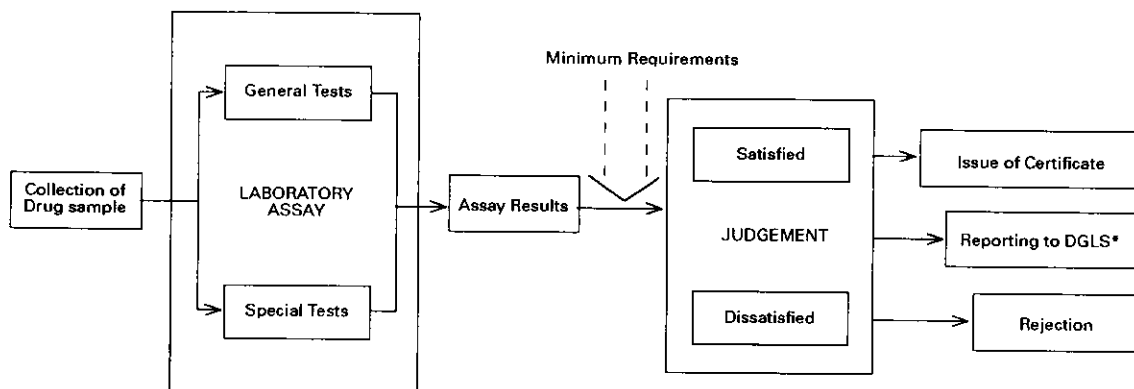 Minimum Requirements
General Tests
Satisfied
Issue of Certificate
Collection of
Drug sample
LABORATORY
ASSAY
Assay Results
JUDGEMENT
Reporting to DGLS*
Special Tests
Dissatisfied
Rejection